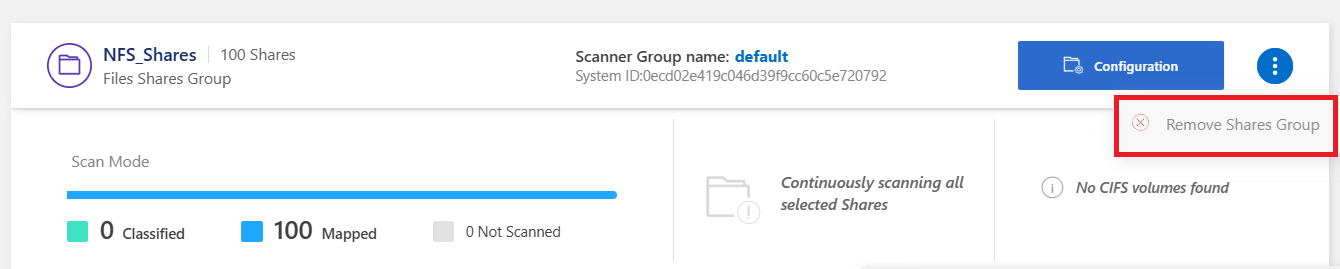 NFS_Shares 100 Shares
Files Shares Group
Scanner Group name: default
System ID:0ecd02e419c046d39f9cc60c5e720792
Configuration
Remove Shares Group
Scan Mode
0 Classified 100 Mapped 0 Not Scanned
Continuously scanning all
selected Shares
No CIFS volumes found